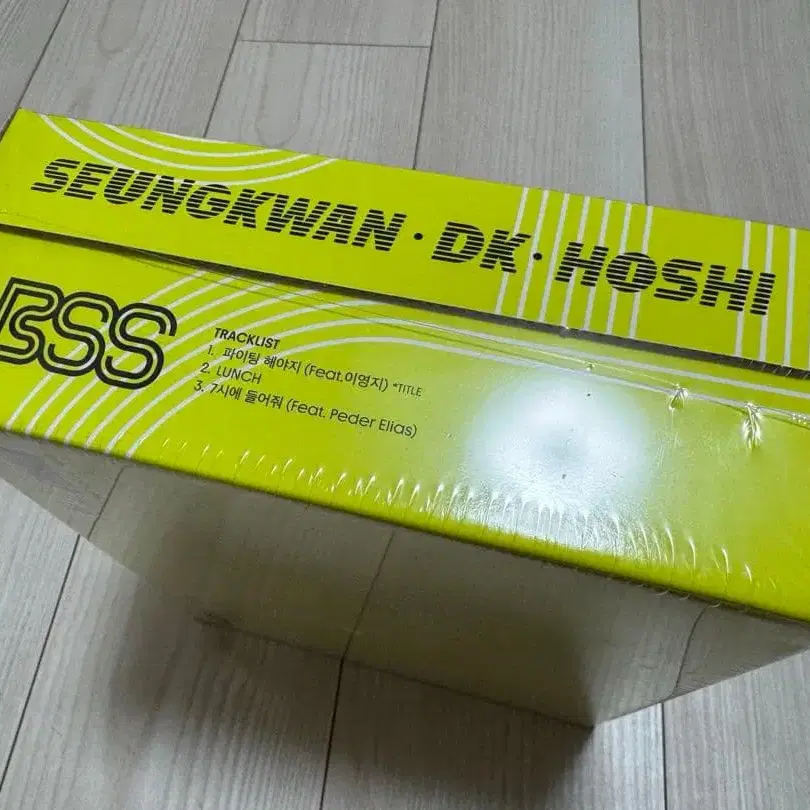 SEUNGKWAN · DK · HOSHI
BSS
TRACKLIST
1. 파이팅 해야지 (Feat.이영지) *TITLE
2. LUNCH
3. 7시에 들어줘 (Feat. Peder Elias)